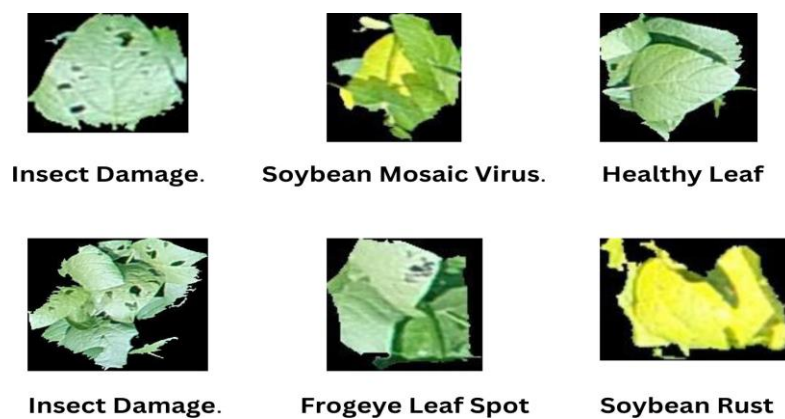 Insect Damage.
Soybean Mosaic Virus.
Healthy Leaf
Insect Damage.
Frogeye Leaf Spot
Soybean Rust